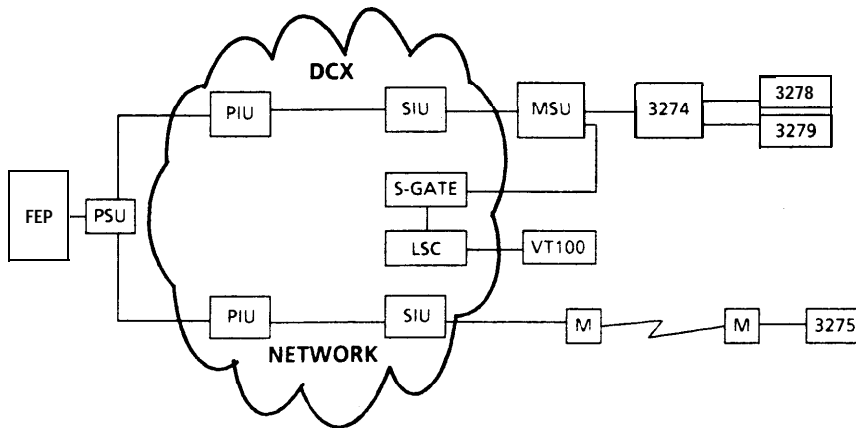 DCX
PIU
SIU
MSU
3274
3278
3279
FEP
PSU
S-GATE
LSC
VT100
PIU
SIU
M
M
3275
NETWORK